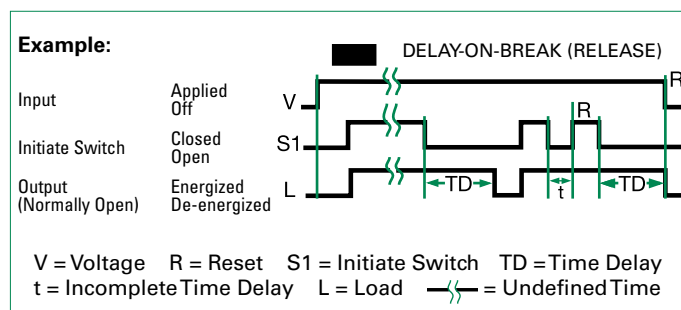 Example:
DELAY-ON-BREAK (RELEASE)
R
Input
Applied
Off
V
R
Initiate Switch
Closed
Open
S1
Output
(Normally Open)
Energized
De-energized
L
TD
t
TD
V = Voltage R = Reset S1 = Initiate Switch TD = Time Delay
t = Incomplete Time Delay L = Load = Undefined Time